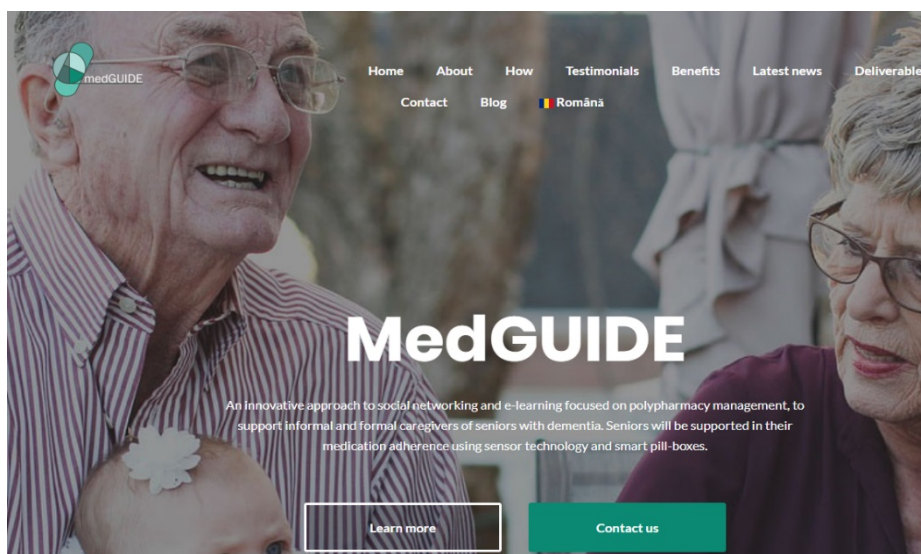 medGUIDE
Home About How Testimonials Benefits Latest news Deliverable
Contact Blog Română
MedGUIDE
An innovative approach to social networking and e-learning focused on polypharmacy management, to
support informal and formal caregivers of seniors with dementia. Seniors will be supported in their
medication adherence using sensor technology and smart pill-boxes.
Learn more Contact us